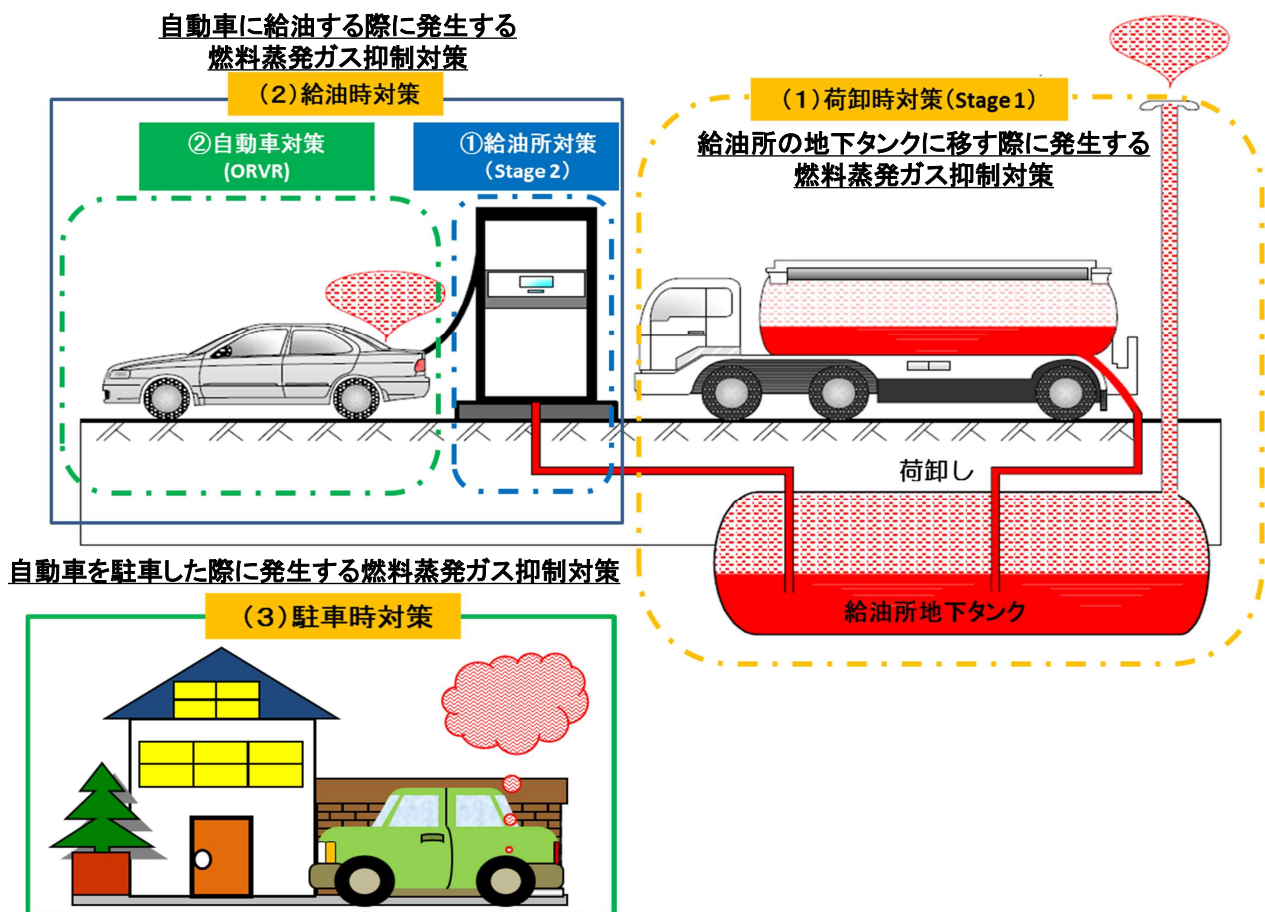 自動車に給油する際に発生する
燃料蒸発ガス抑制対策
(2)給油時対策
②自動車対策
(ORVR)
①給油所対策
(Stage 2)
(1)荷卸時対策(Stage 1)
給油所の地下タンクに移す際に発生する
燃料蒸発ガス抑制対策
荷卸し
給油所地下タンク
自動車を駐車した際に発生する燃料蒸発ガス抑制対策
(3)駐車時対策